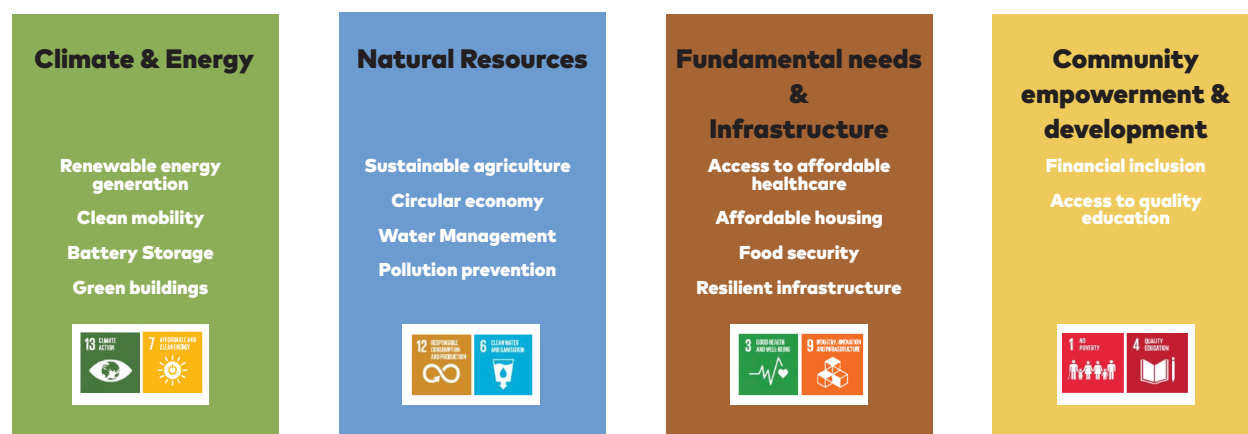 Climate & Energy
Renewable energy
generation
Clean mobility
Battery Storage
Green buildings
13 CLIMATE
ACTION
7 AFFORDABLE AND
CLEAN ENERGY
Natural Resources
Sustainable agriculture
Circular economy
Water Management
Pollution prevention
12 RESPONSIBLE
CONSUMPTION
AND PRODUCTION
6 CLEAN WATER
AND SANITATION
Fundamental needs
&
Infrastructure
Access to affordable
healthcare
Affordable housing
Food security
Resilient infrastructure
3 GOOD HEALTH
AND WELL-BEING
9 INDUSTRY, INNOVATION
AND INFRASTRUCTURE
Community
empowerment &
development
Financial inclusion
Access to quality
education
1 NO
POVERTY
4 QUALITY
EDUCATION